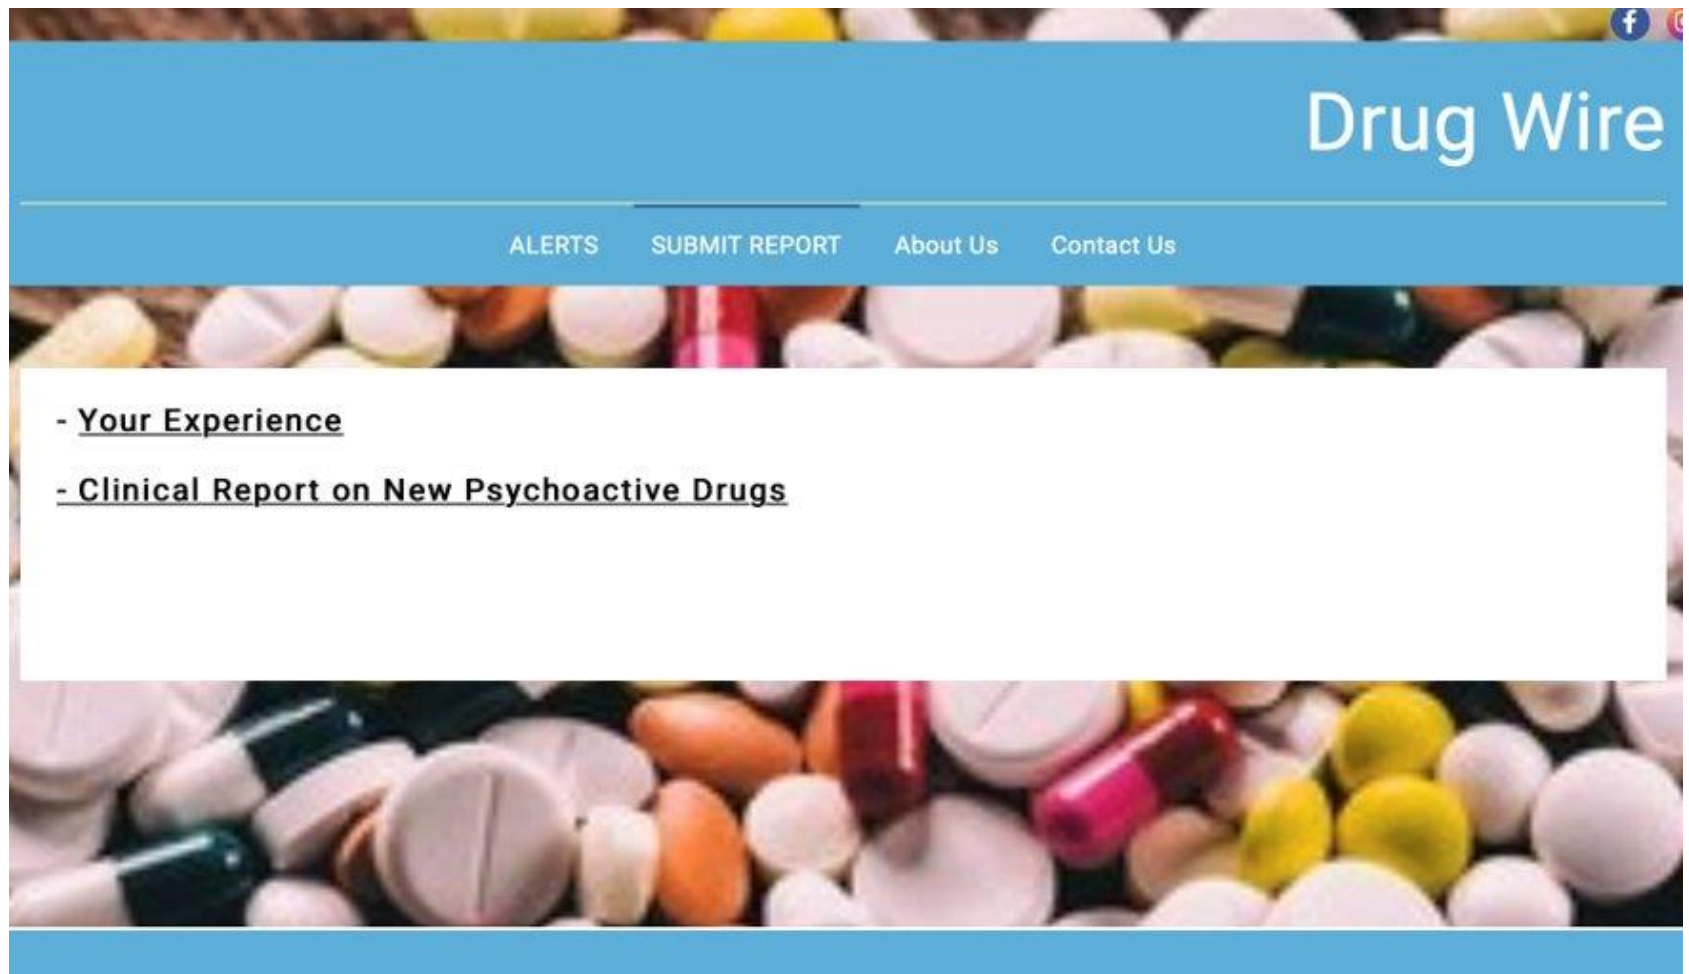 Drug Wire
ALERTS SUBMIT REPORT About Us Contact Us
- Your Experience
- Clinical Report on New Psychoactive Drugs